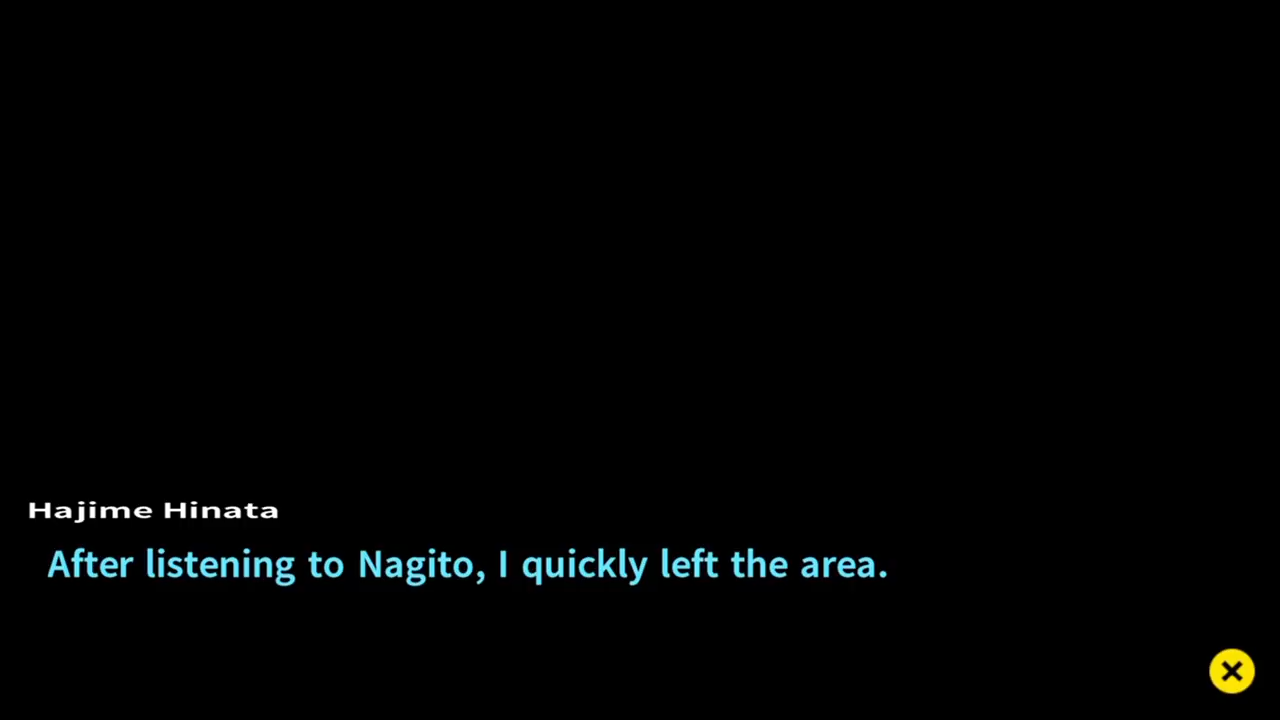 Hajime Hinata
After listening to Nagito, I quickly left the area.